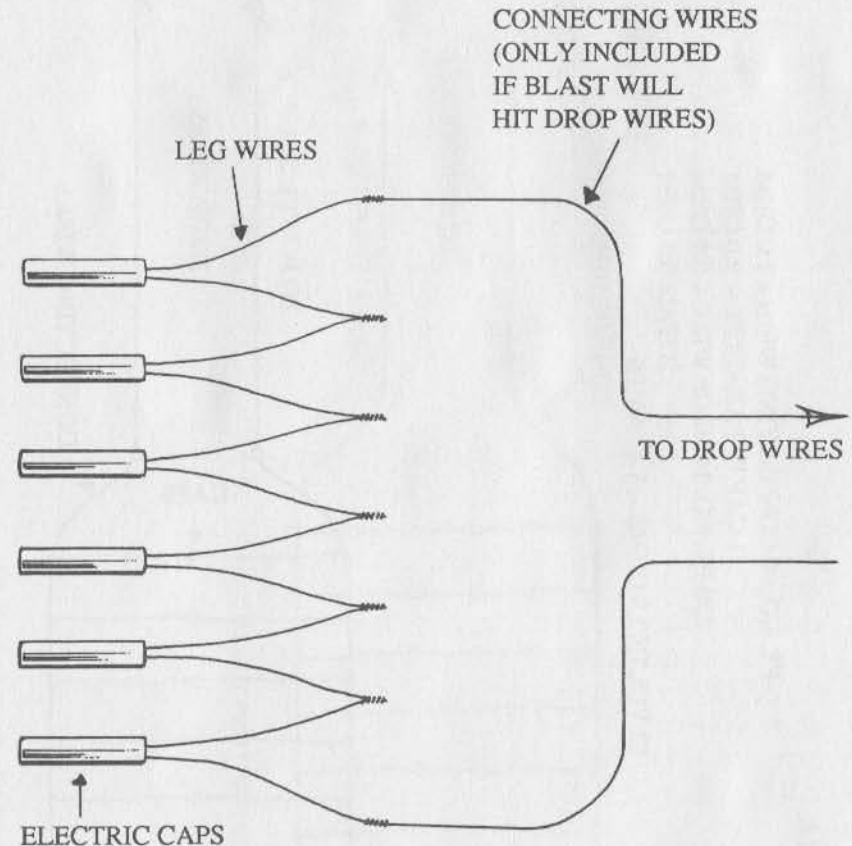 CONNECTING WIRES
(ONLY INCLUDED
IF BLAST WILL
HIT DROP WIRES)
LEG WIRES
TO DROP WIRES
ELECTRIC CAPS